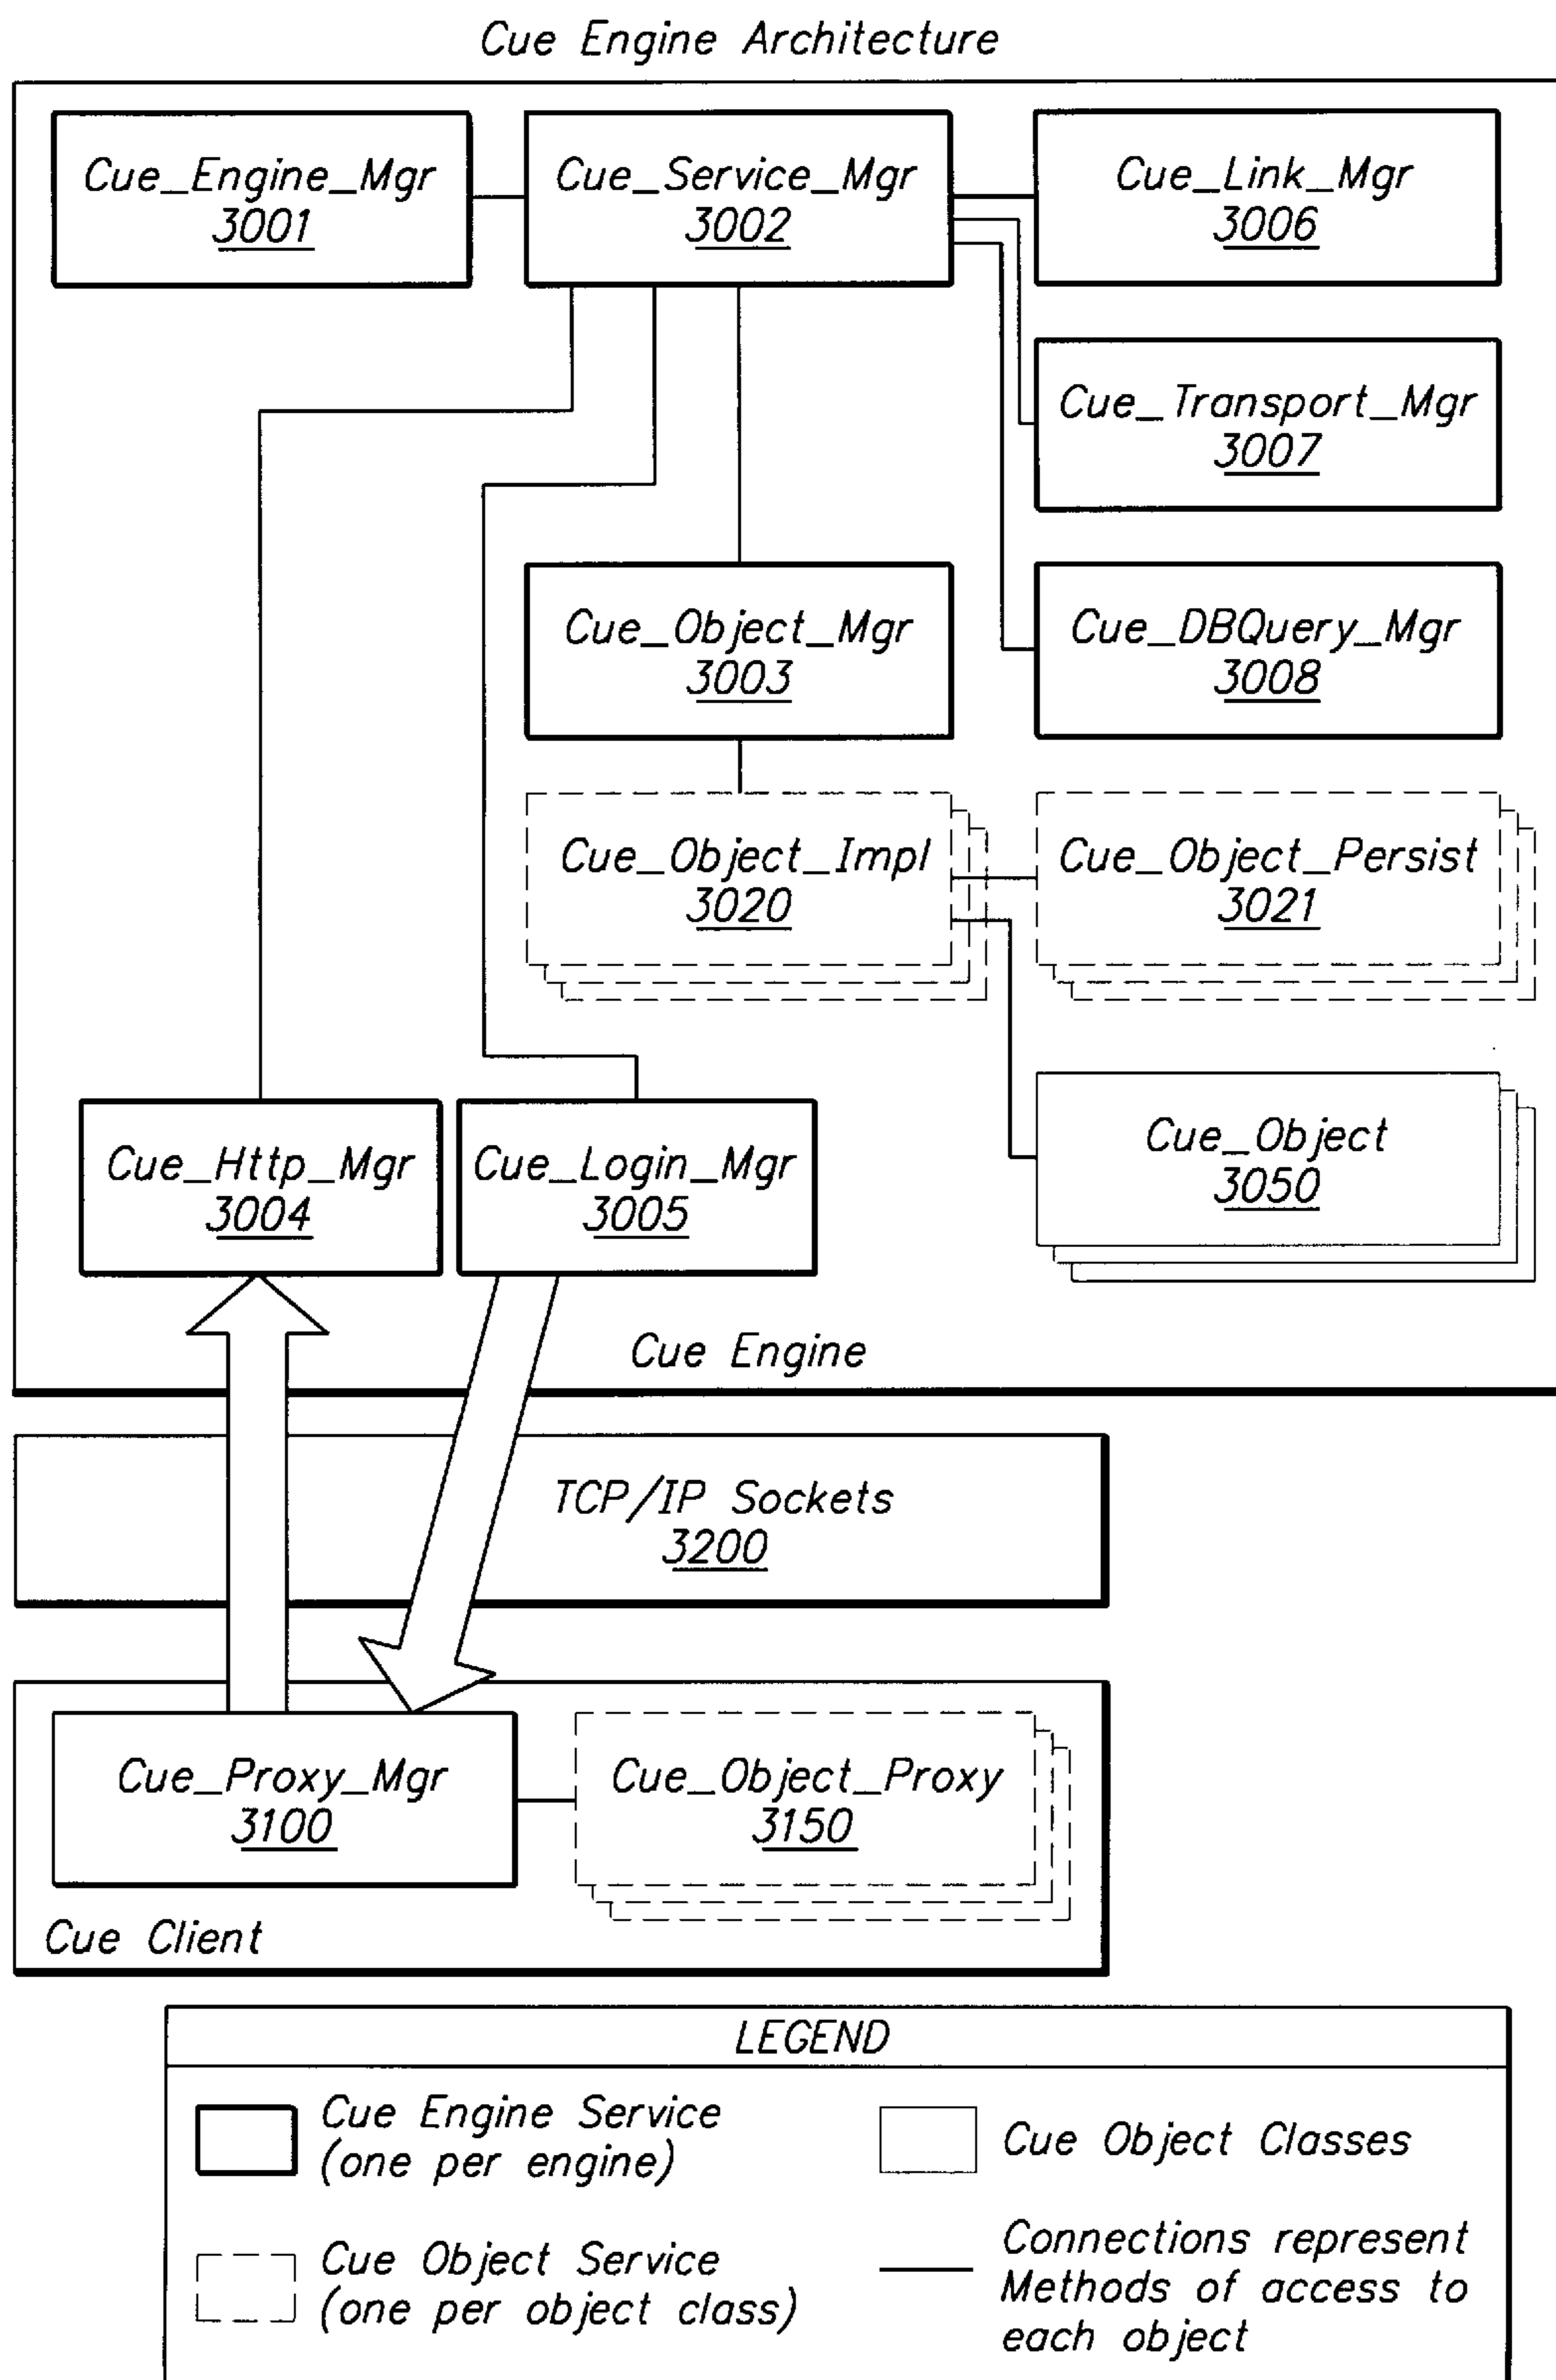 Cue Engine Architecture
Cue_Engine_Mgr
3001
Cue_Service_Mgr
3002
Cue_Link_Mgr
3006
Cue_Transport_Mgr
3007
Cue_Object_Mgr
3003
Cue_DBQuery_Mgr
3008
Cue_Object_Impl
3020
Cue_Object_Persist
3021
Cue_Http_Mgr
3004
Cue_Login_Mgr
3005
Cue_Object
3050
Cue Engine
TCP/IP Sockets
3200
Cue_Proxy_Mgr
3100
Cue_Object_Proxy
3150
Cue Client
LEGEND
Cue Engine Service
(one per engine)
Cue Object Classes
Cue Object Service
(one per object class)
Connections represent
Methods of access to
each object